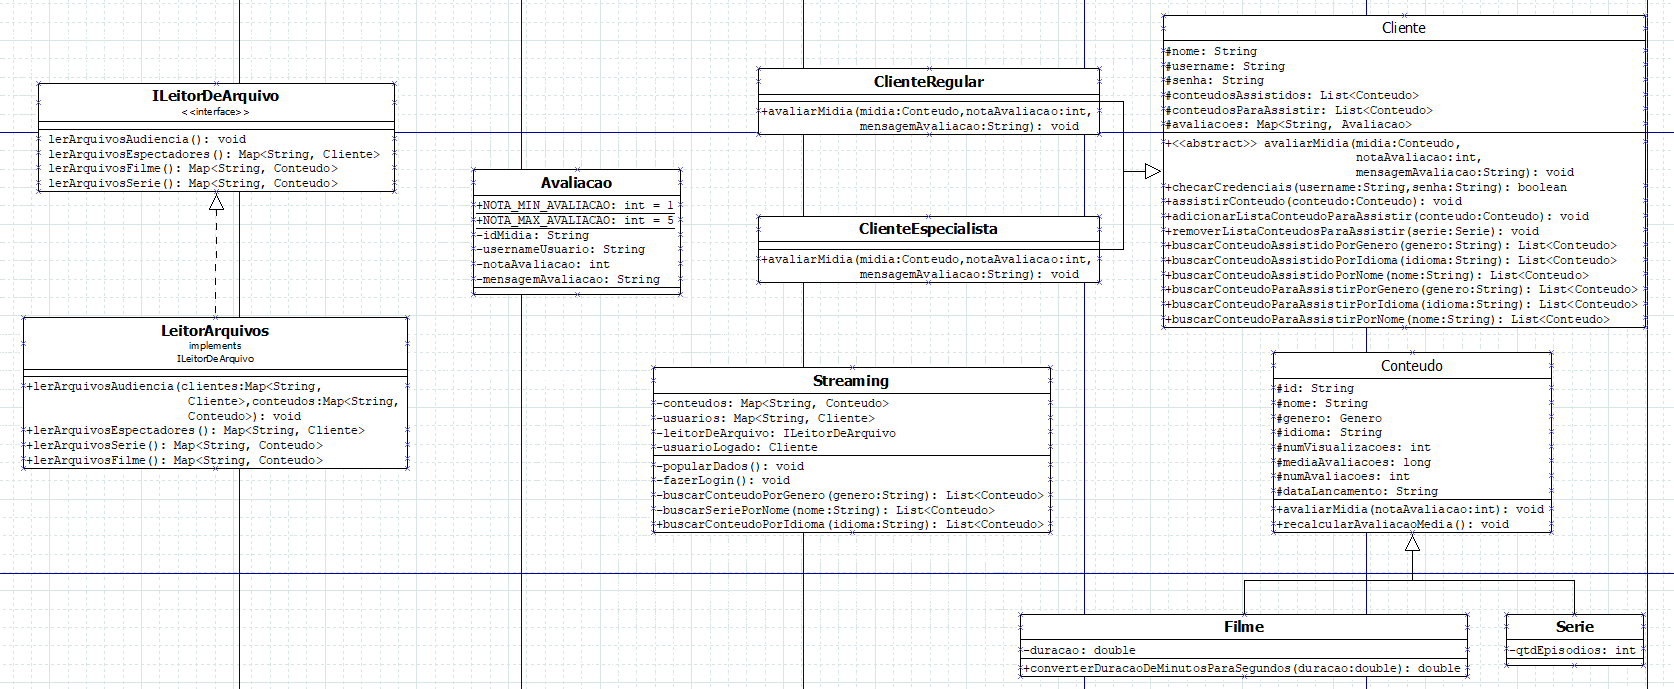 ILeitorDeArquivo
<<interface>>
lerArquivosAudiencia(): void
lerArquivosEspectadores(): Map<String, Cliente>
lerArquivosFilme(): Map<String, Conteudo>
lerArquivosSerie(): Map<String, Conteudo>
LeitorArquivos
implements
ILeitorDeArquivo
+lerArquivosAudiencia(clientes:Map<String,
Cliente>,conteudos:Map<String,
Conteudo>): void
+lerArquivosEspectadores(): Map<String, Cliente>
+lerArquivosSerie(): Map<String, Conteudo>
+lerArquivosFilme(): Map<String, Conteudo>
Avaliacao
+NOTA_MIN_AVALIACAO: int = 1
+NOTA_MAX_AVALIACAO: int = 5
-idMidia: String
-usernameUsuario: String
-notaAvaliacao: int
-mensagemAvaliacao: String
ClienteRegular
+avaliarMidia(midia:Conteudo,notaAvaliacao:int,
mensagemAvaliacao:String): void
ClienteEspecialista
+avaliarMidia(midia:Conteudo,notaAvaliacao:int,
mensagemAvaliacao:String): void
Streaming
-conteudos: Map<String, Conteudo>
-usuarios: Map<String, Cliente>
-leitorDeArquivo: ILeitorDeArquivo
-usuarioLogado: Cliente
-popularDados(): void
-fazerLogin(): void
-buscarConteudoPorGenero(genero:String): List<Conteudo>
-buscarSeriePorNome(nome:String): List<Conteudo>
+buscarConteudoPorIdioma(idioma:String): List<Conteudo>
Cliente
#nome: String
#username: String
#senha: String
#conteudosAssistidos: List<Conteudo>
#conteudosParaAssistir: List<Conteudo>
#avaliacoes: Map<String, Avaliacao>
+<<abstract>> avaliarMidia(midia:Conteudo,
notaAvaliacao:int,
mensagemAvaliacao:String): void
+checarCredenciais(username:String,senha:String): boolean
+assistirConteudo(conteudo:Conteudo): void
+adicionarListaConteudoParaAssistir(conteudo:Conteudo): void
+removerListaConteudosParaAssistir(serie:Serie): void
+buscarConteudoAssistidoPorGenero(genero:String): List<Conteudo>
+buscarConteudoAssistidoPorIdioma(idioma:String): List<Conteudo>
+buscarConteudoAssistidoPorNome(nome:String): List<Conteudo>
+buscarConteudoParaAssistirPorGenero(genero:String): List<Conteudo>
+buscarConteudoParaAssistirPorIdioma(idioma:String): List<Conteudo>
+buscarConteudoParaAssistirPorNome(nome:String): List<Conteudo>
Conteudo
#id: String
#nome: String
#genero: Genero
#idioma: String
#numVisualizacoes: int
#mediaAvaliacoes: long
#numAvaliacoes: int
#dataLancamento: String
+avaliarMidia(notaAvaliacao:int): void
+recalcularAvaliacaoMedia(): void
Filme
-duracao: double
+converterDuracaoDeMinutosParaSegundos(duracao:double): double
Serie
-qtdEpisodios: int